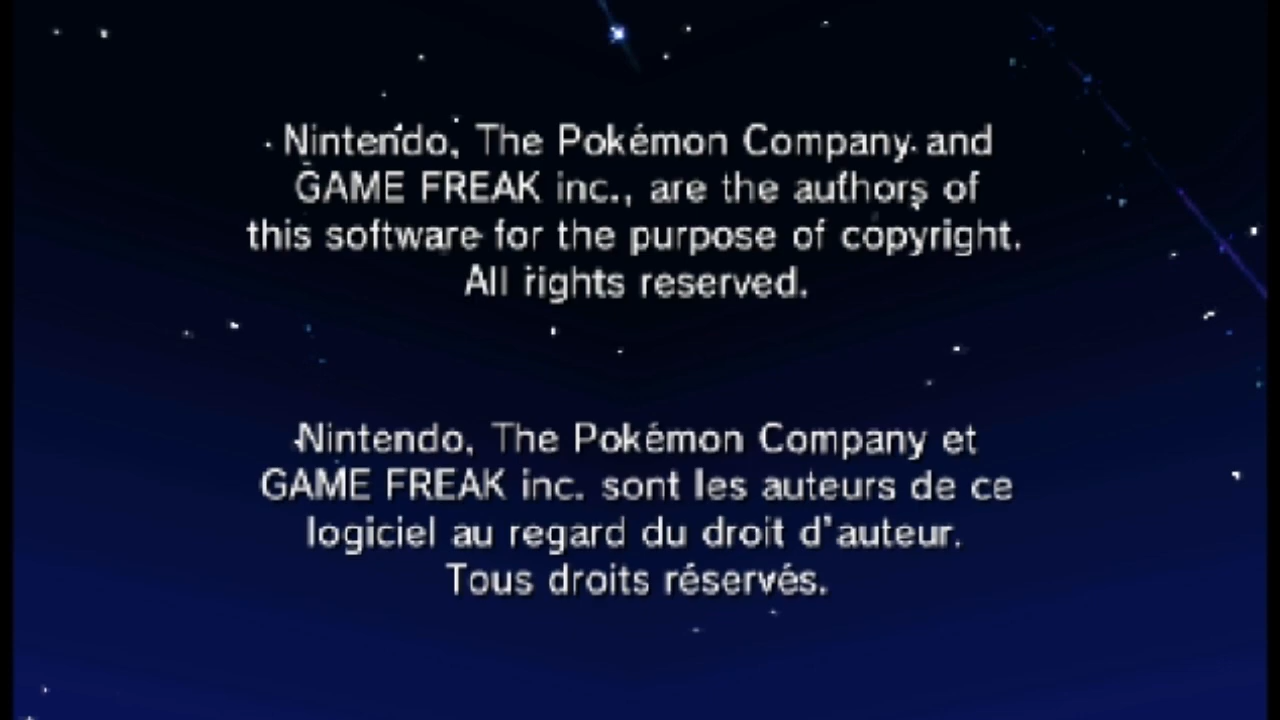 Nintendo, The Pokémon Company and
GAME FREAK inc., are the authors of
this software for the purpose of copyright.
All rights reserved.
Nintendo, The Pokémon Company et
GAME FREAK inc. sont les auteurs de ce
logiciel au regard du droit d'auteur.
Tous droits réservés.